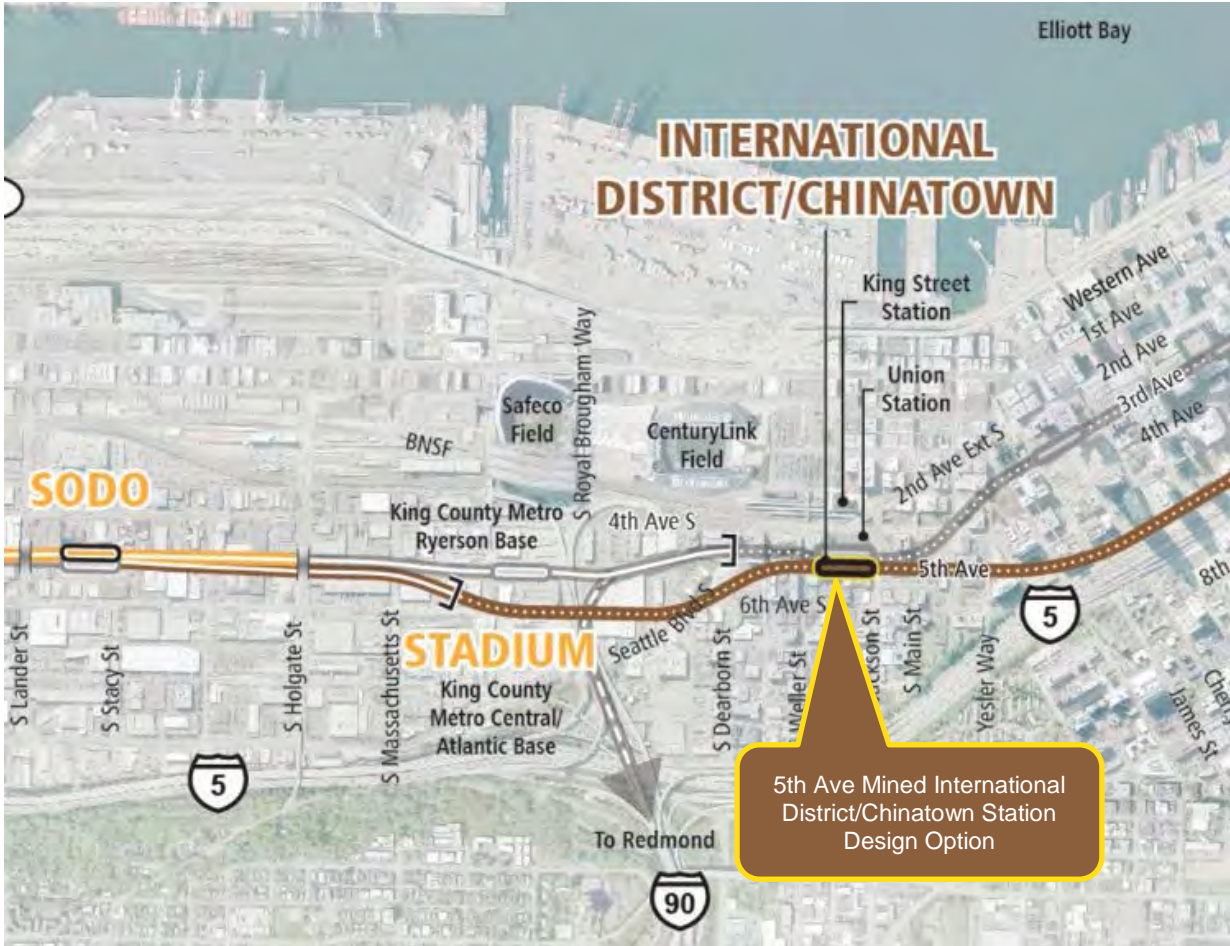 Elliott Bay
INTERNATIONAL
DISTRICT/CHINATOWN
King Street
Station
Western Ave
1st Ave
2nd Ave
3rd Ave
4th Ave
Union
Station
S Royal Brougham Way
Safeco
Field
CenturyLink
Field
BNSF
2nd Ave Ext S
SODO
King County Metro
Ryerson Base
4th Ave S
5th Ave
8th
6th Ave S
Seattle Blvd S
5
STADIUM
S Lander St
S Stacy St
S Holgate St
S Massachusetts St
King County
Metro Central/
Atlantic Base
S Dearborn St
S Weller St
Jackson St
S Main St
Yesler Way
James St
5
5th Ave Mined International
District/Chinatown Station
Design Option
To Redmond
90